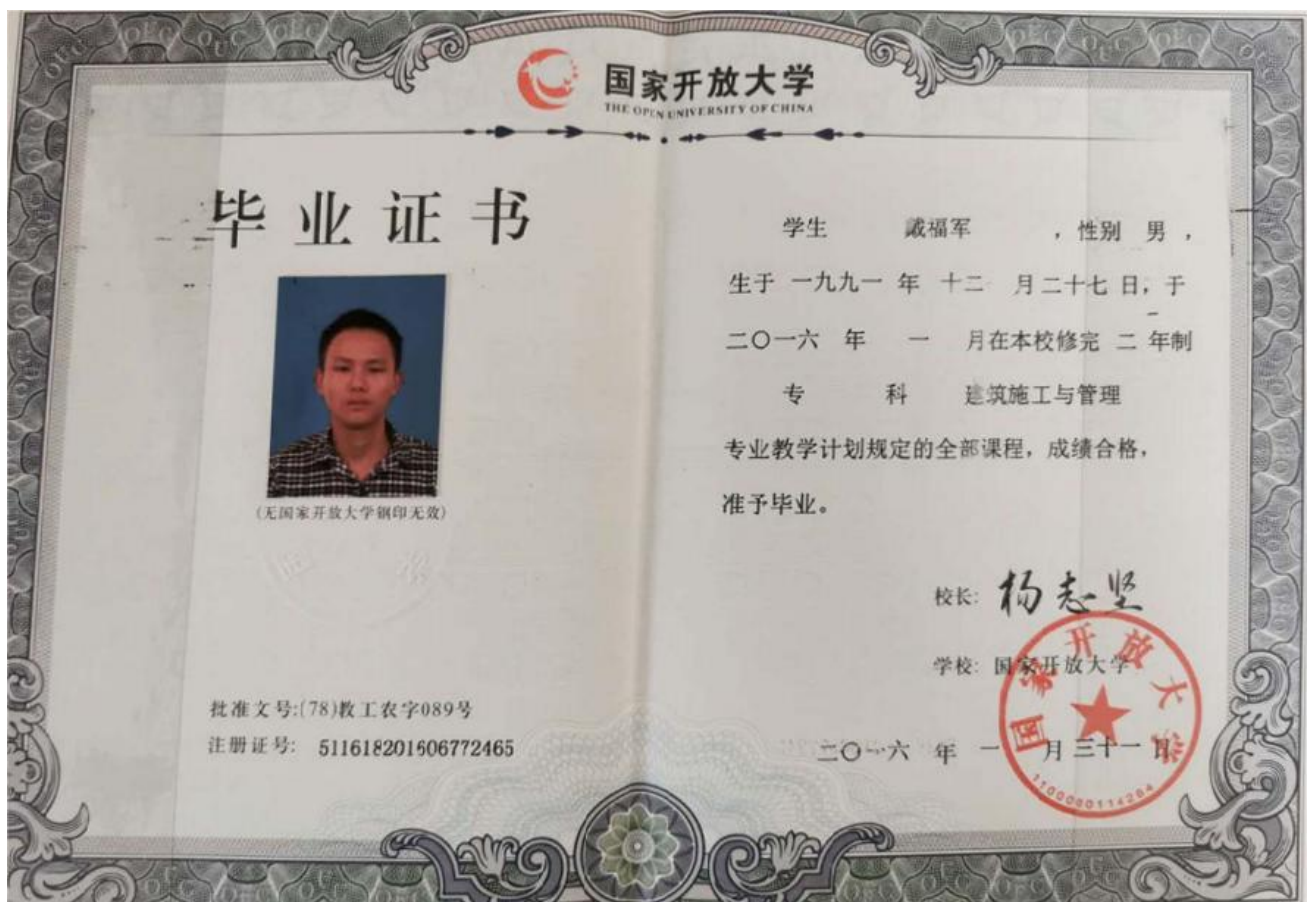 国家开放大学
THE OPEN UNIVERSITY OF CHINA
毕业证书
(无国家开放大学钢印无效)
批准文号:(78)教工农字089号
注册证号: 511618201606772465
学生 戴福军 ，性别 男，
生于 一九九一 年 十二 月二十七 日，于
二〇一六 年 一 月在本校修完 二 年制
专 科 建筑施工与管理
专业教学计划规定的全部课程，成绩合格，
准予毕业。
校长: 杨志坚
学校: 国家开放大学
二〇一六 年 一 月三十一日
国家开放大学
1100000114284